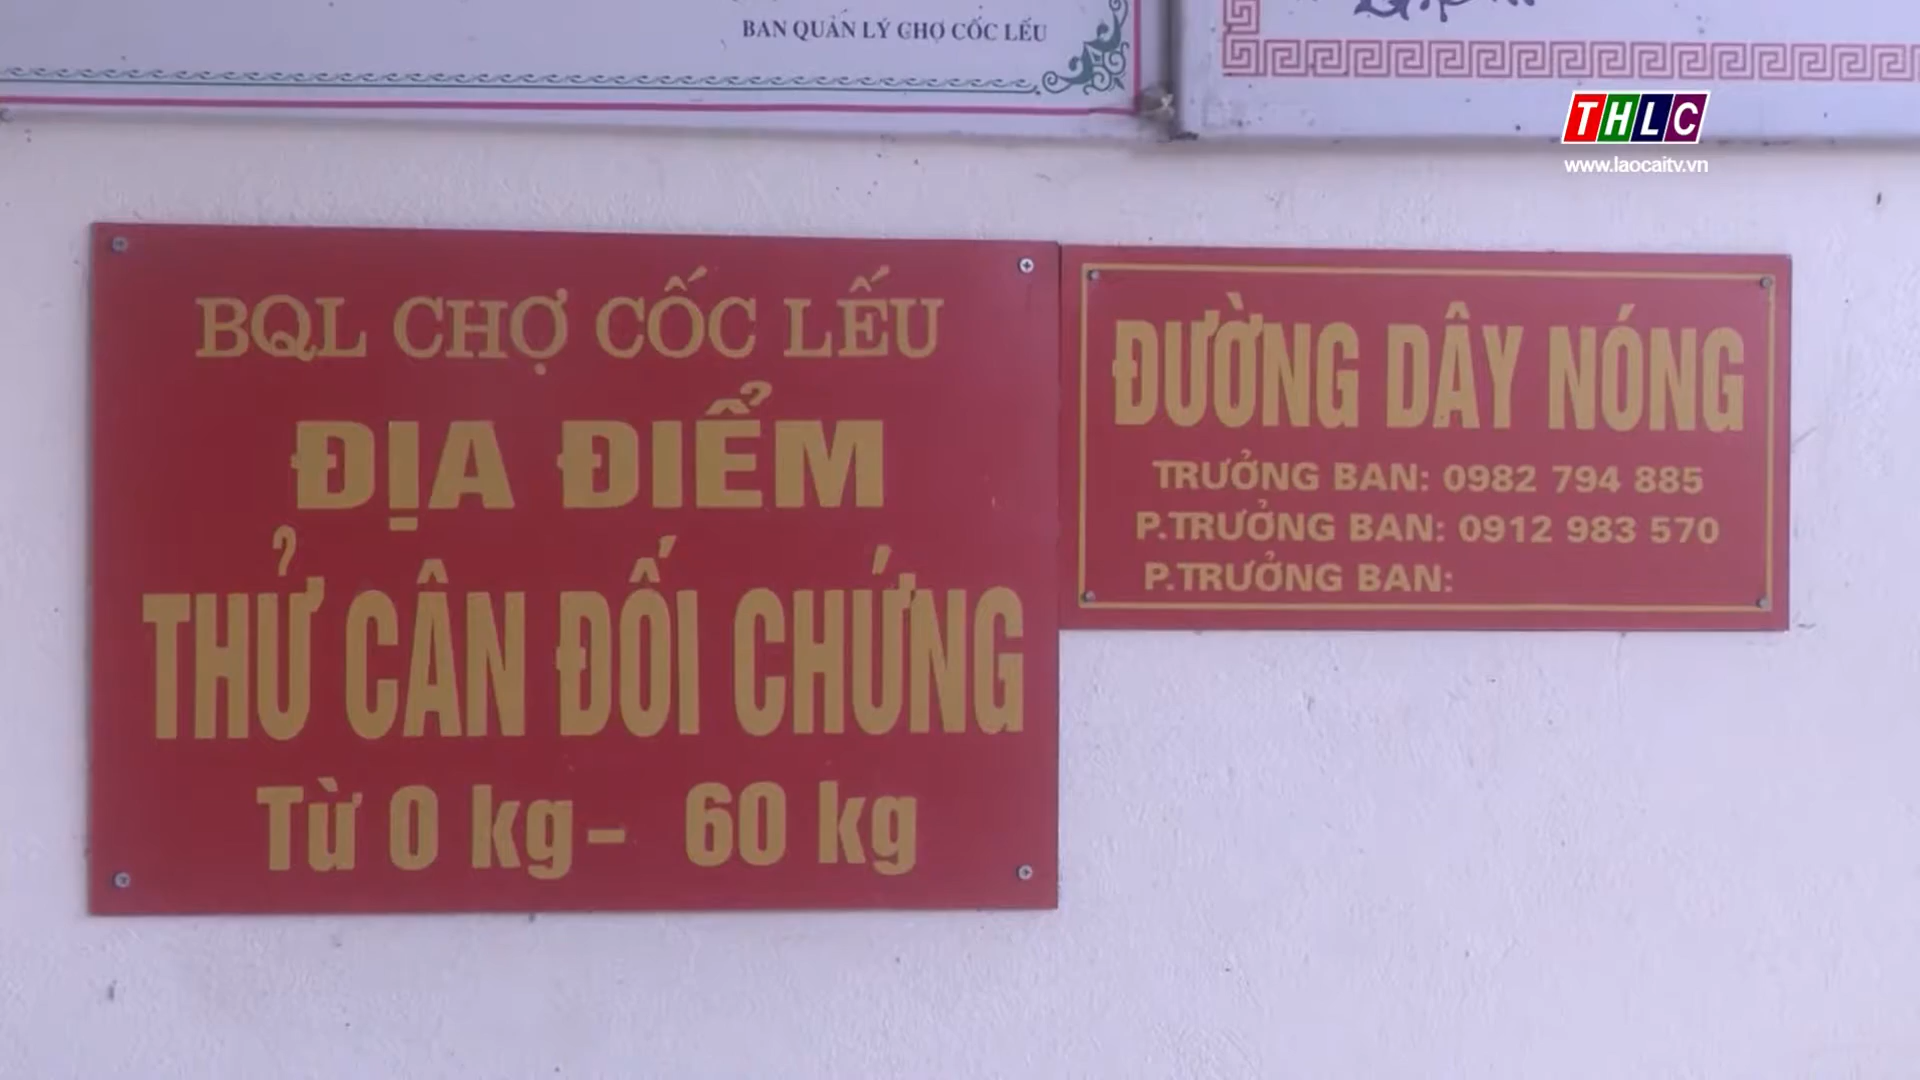 BAN QUẢN LÝ CHỢ CỐC LẾU
THLC
www.laocaitv.vn
BQL CHỢ CỐC LẾU
ĐỊA ĐIỂM
THỬ CÂN ĐỐI CHỨNG
Từ 0 kg - 60 kg
ĐƯỜNG DÂY NÓNG
TRƯỞNG BAN: 0982 794 885
P.TRƯỞNG BAN: 0912 983 570
P.TRƯỞNG BAN: